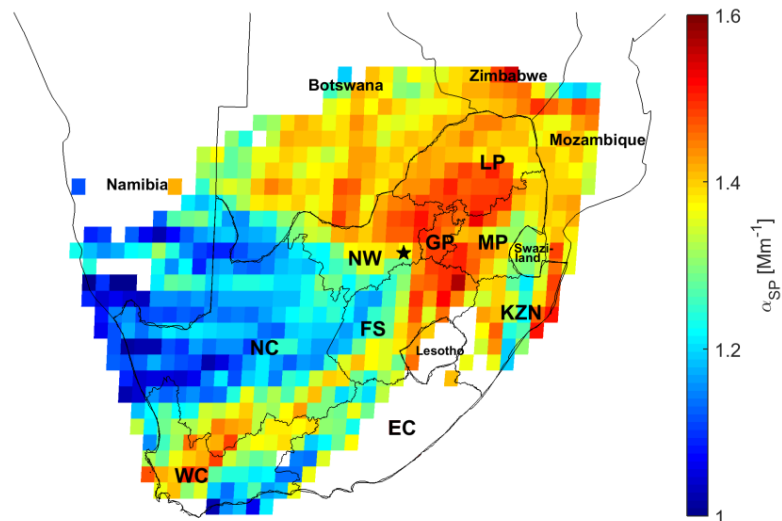 1.6
Zimbabwe
Botswana
Mozambique
LP
Namibia
1.4
GP
MP
Swazi-
land
NW
α_SP [Mm⁻¹]
KZN
FS
NC
Lesotho
1.2
EC
WC
1